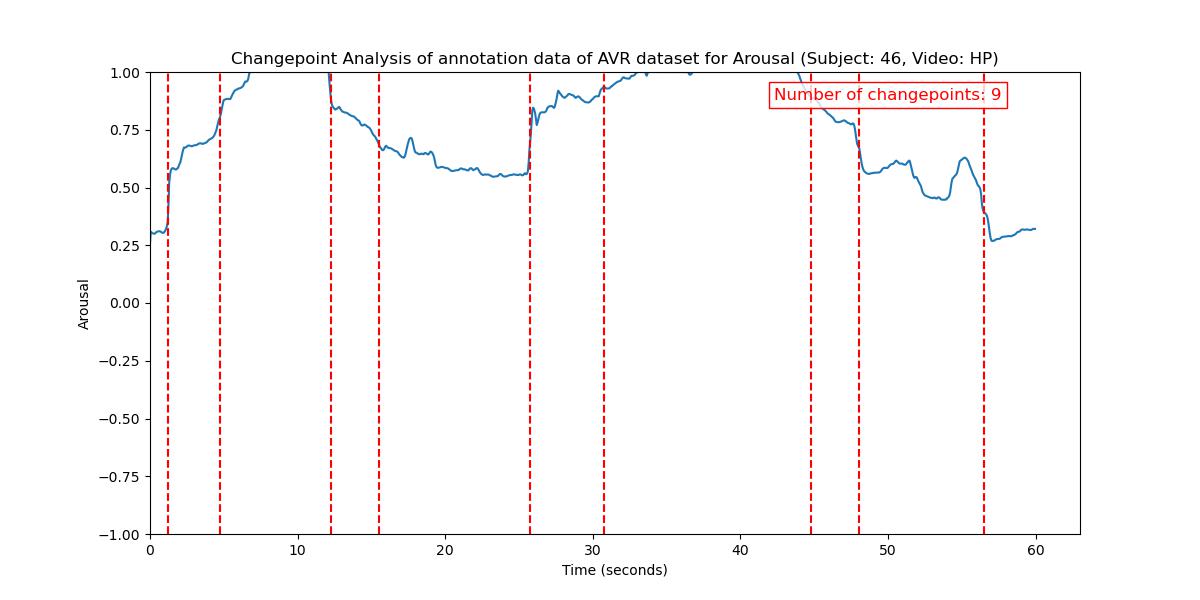 Changepoint Analysis of annotation data of AVR dataset for Arousal (Subject: 46, Video: HP)
Number of changepoints: 9
Arousal
1.00
0.75
0.50
0.25
0.00
−0.25
−0.50
−0.75
−1.00
0 10 20 30 40 50 60
Time (seconds)